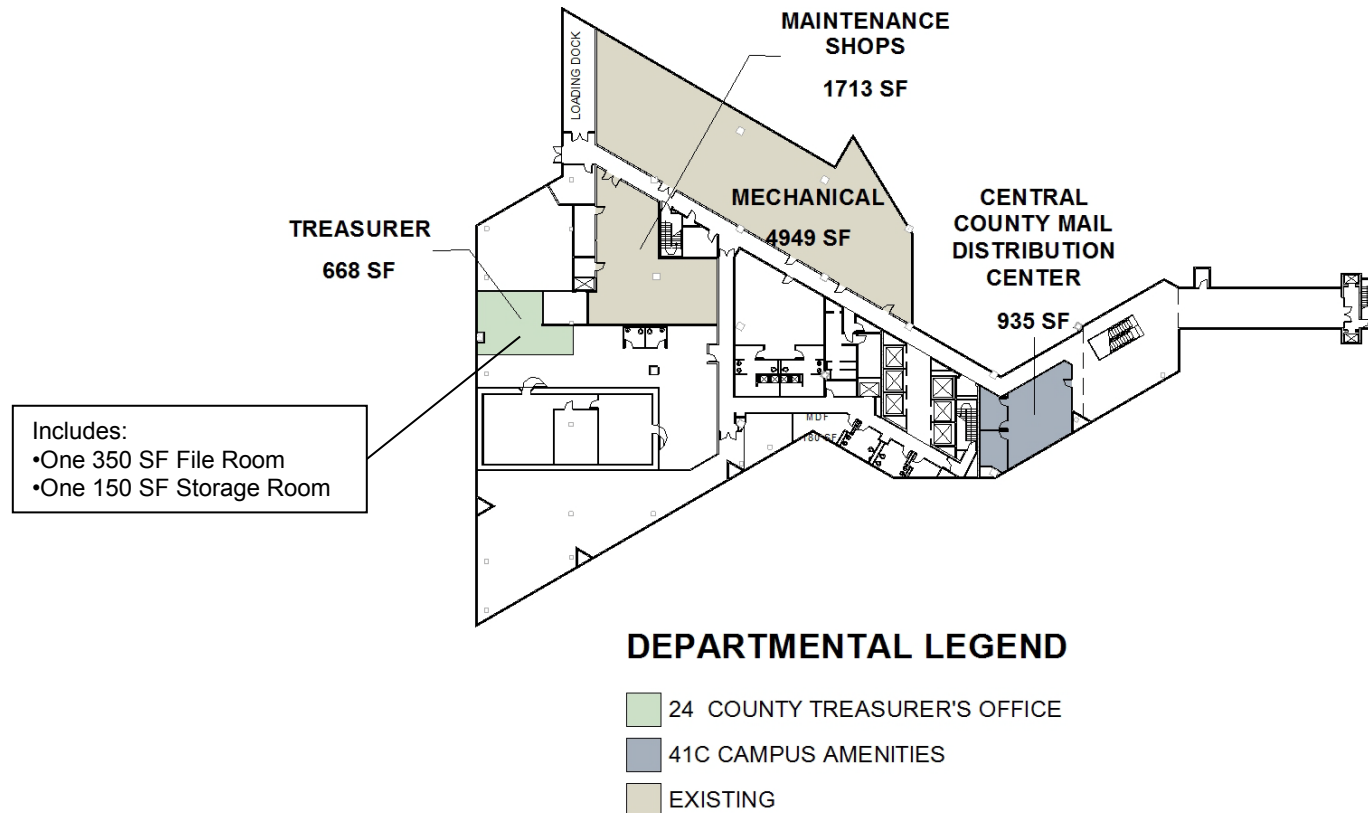 MAINTENANCE
SHOPS
1713 SF
LOADING DOCK
TREASURER
668 SF
MECHANICAL
4949 SF
CENTRAL
COUNTY MAIL
DISTRIBUTION
CENTER
935 SF
Includes:
•One 350 SF File Room
•One 150 SF Storage Room
MDF
180 SF
DEPARTMENTAL LEGEND
24 COUNTY TREASURER'S OFFICE
41C CAMPUS AMENITIES
EXISTING